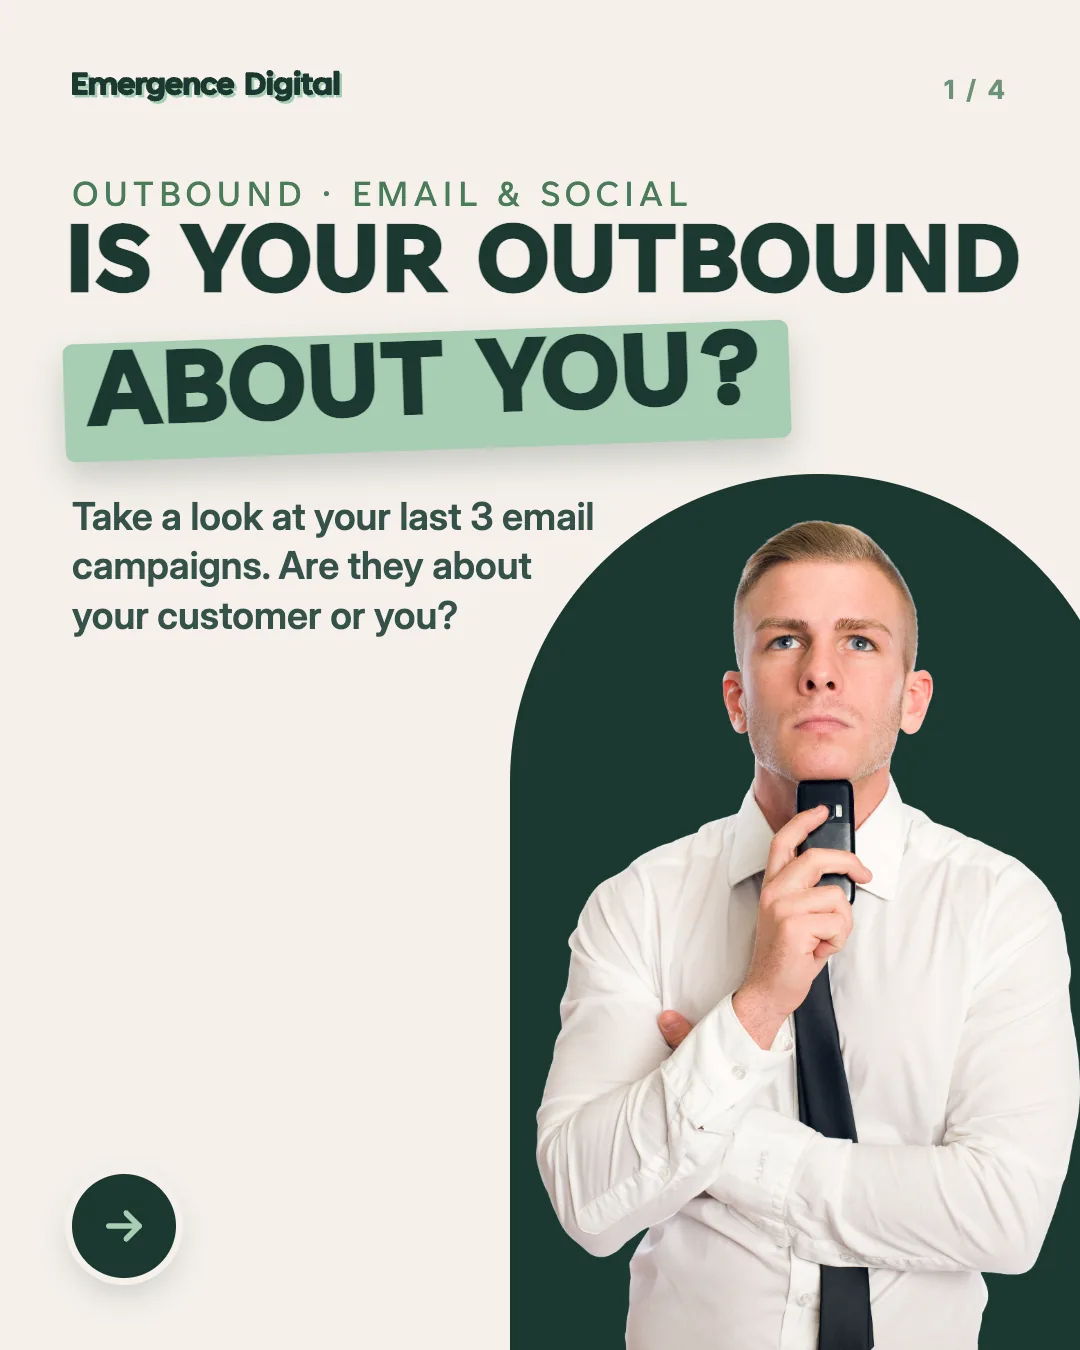 Emergence Digital
1 / 4
OUTBOUND · EMAIL & SOCIAL
IS YOUR OUTBOUND
ABOUT YOU?
Take a look at your last 3 email
campaigns. Are they about
your customer or you?